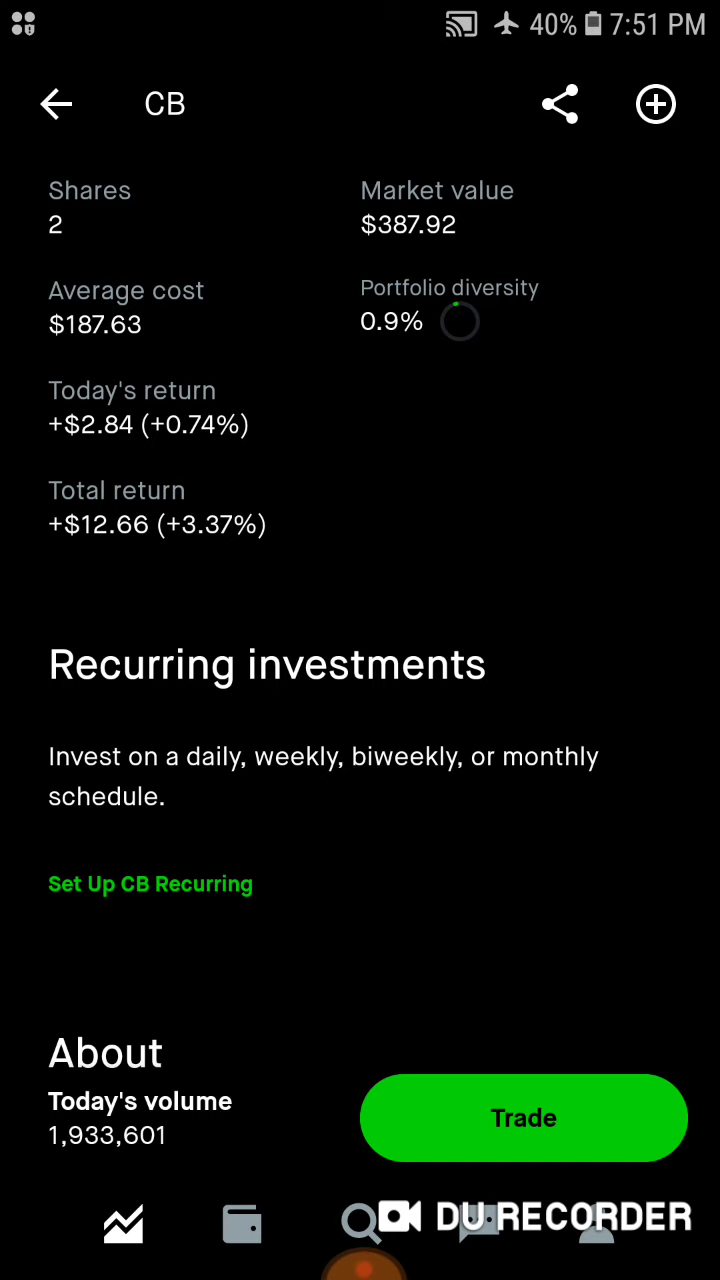 40% 7:51 PM
CB
Shares
2
Market value
$387.92
Average cost
$187.63
Portfolio diversity
0.9%
Today's return
+$2.84 (+0.74%)
Total return
+$12.66 (+3.37%)
Recurring investments
Invest on a daily, weekly, biweekly, or monthly
schedule.
Set Up CB Recurring
About
Today's volume
1,933,601
Trade
DU RECORDER